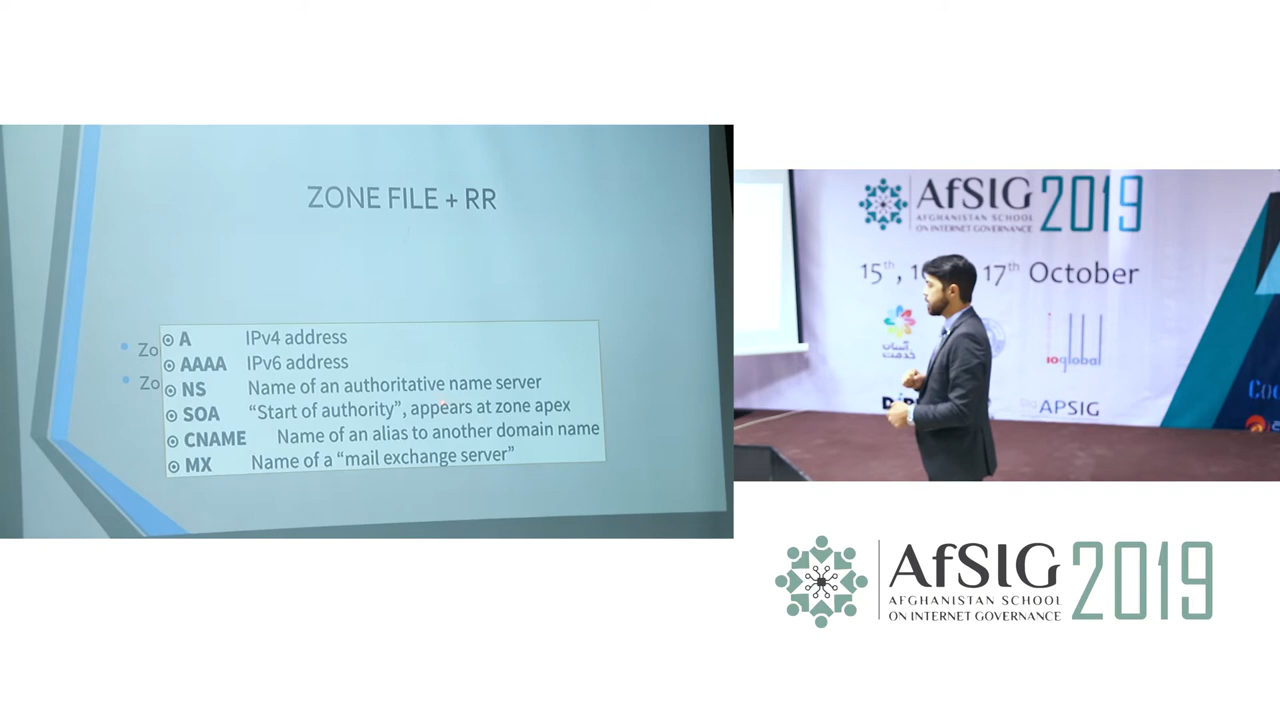 ZONE FILE + RR
Zo
Zo
A IPv4 address
AAAA IPv6 address
NS Name of an authoritative name server
SOA “Start of authority”, appears at zone apex
CNAME Name of an alias to another domain name
MX Name of a “mail exchange server”
AfSIG 2019
AFGHANISTAN SCHOOL
ON INTERNET GOVERNANCE
15th, 17th October
آسان
خدمت
ioglobal
APSIG
AfSIG 2019
AFGHANISTAN SCHOOL
ON INTERNET GOVERNANCE